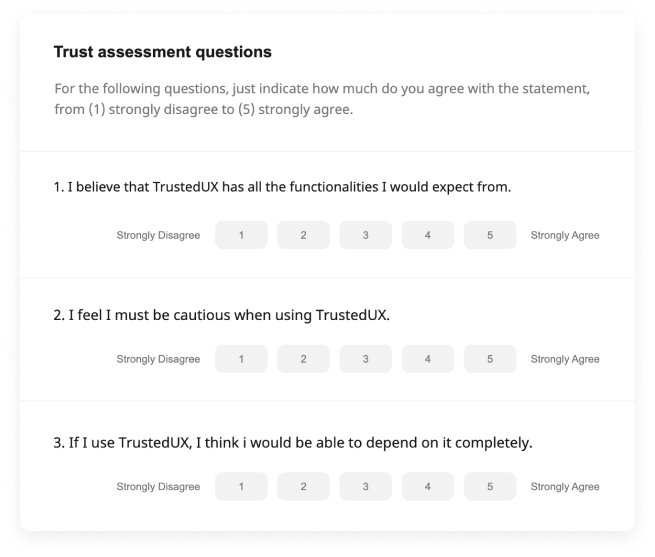 Trust assessment questions
For the following questions, just indicate how much do you agree with the statement,
from (1) strongly disagree to (5) strongly agree.
1. I believe that TrustedUX has all the functionalities I would expect from.
Strongly Disagree 1 2 3 4 5 Strongly Agree
2. I feel I must be cautious when using TrustedUX.
Strongly Disagree 1 2 3 4 5 Strongly Agree
3. If I use TrustedUX, I think i would be able to depend on it completely.
Strongly Disagree 1 2 3 4 5 Strongly Agree